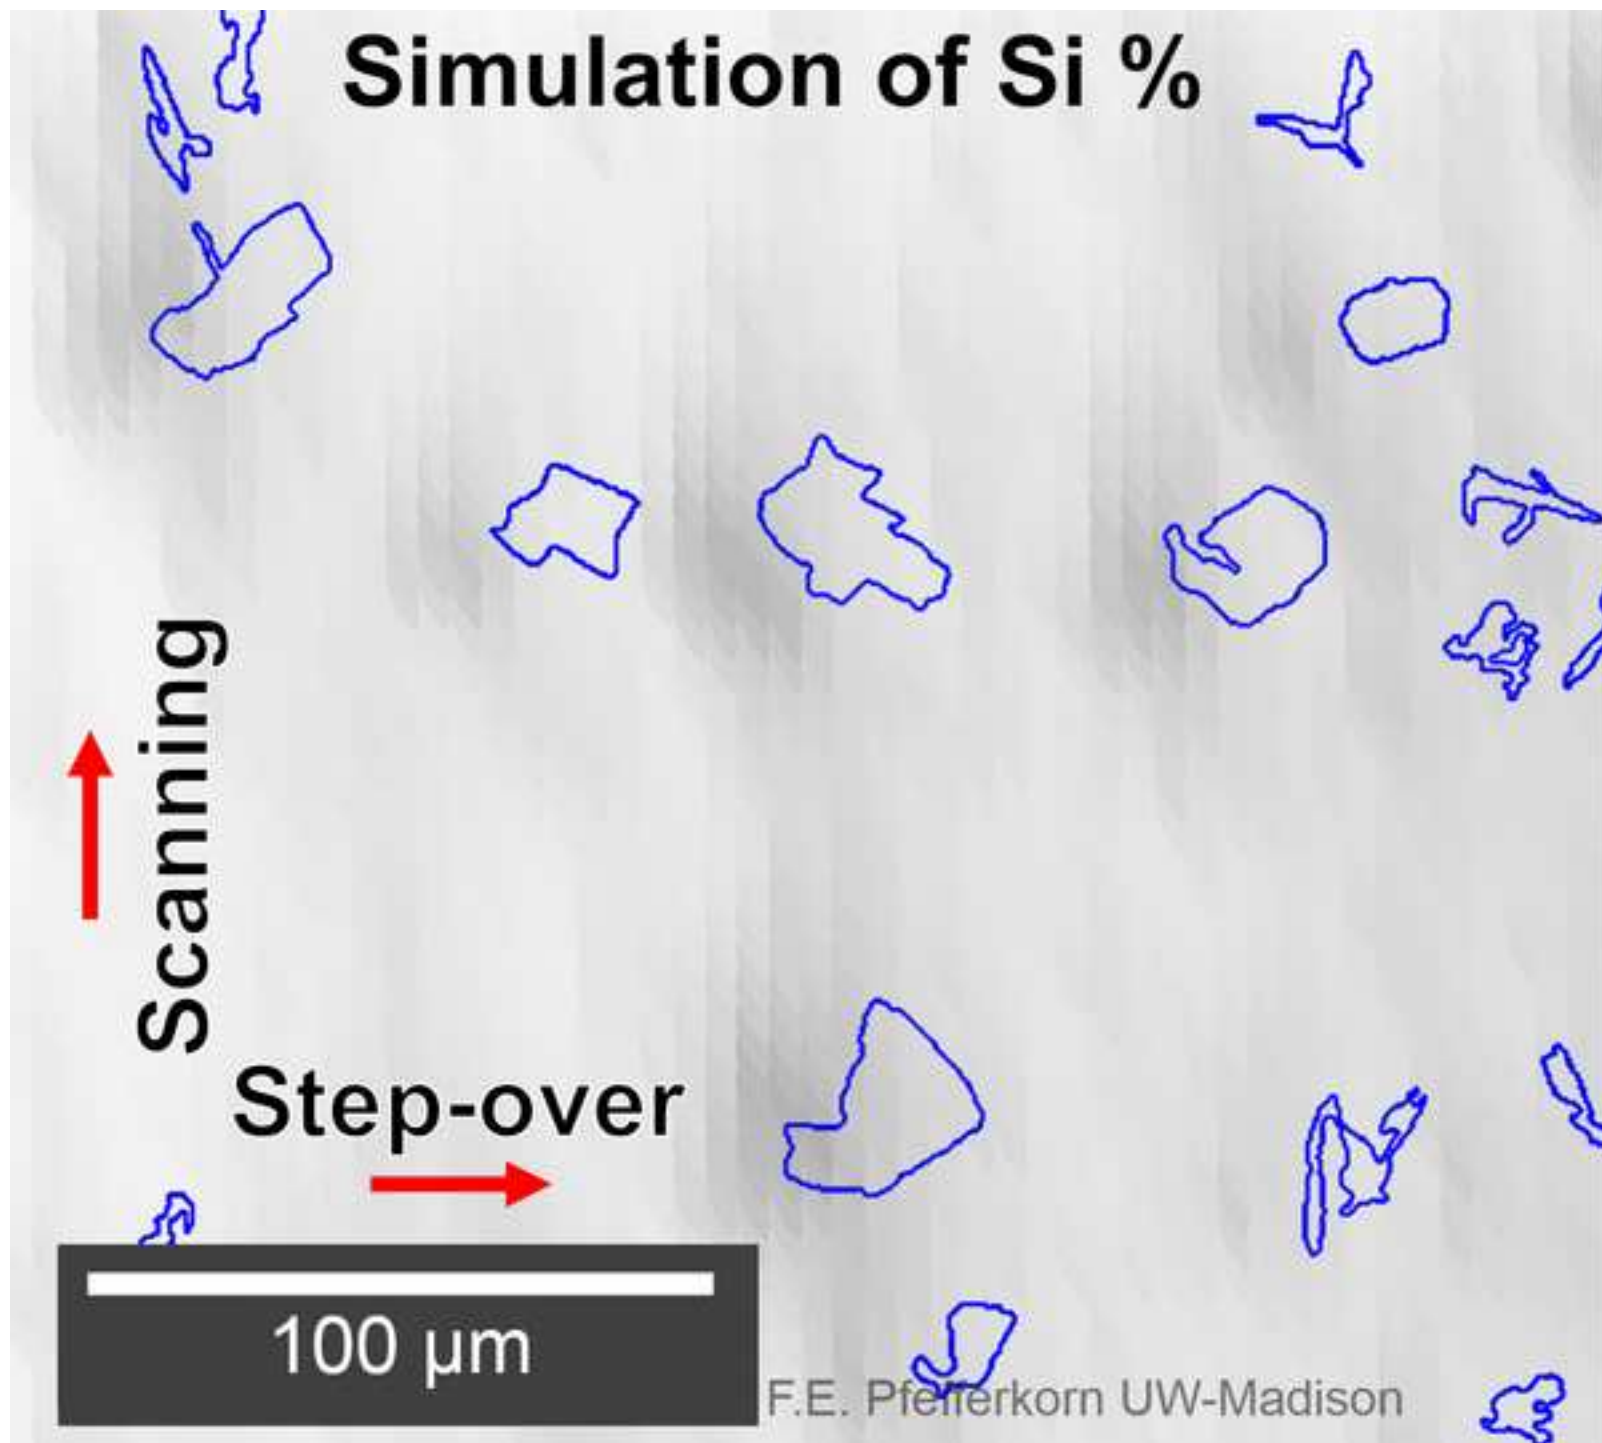 Simulation of Si %
Scanning
Step-over
100 µm
F.E. Pfefferkorn UW-Madison